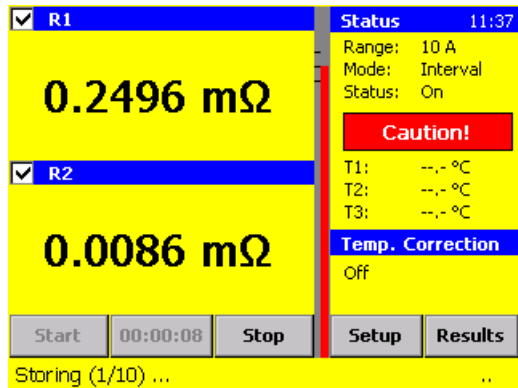 R1
0.2496 mΩ
R2
0.0086 mΩ
Start 00:00:08 Stop
Status 11:37
Range: 10 A
Mode: Interval
Status: On
Caution!
T1: --,- °C
T2: --,- °C
T3: --,- °C
Temp. Correction
Off
Setup Results
Storing (1/10) ... ..